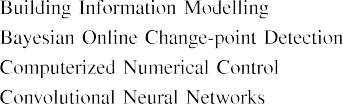 Building Information Modelling
Bayesian Online Change-point Detection
Computerized Numerical Control
Convolutional Neural Networks